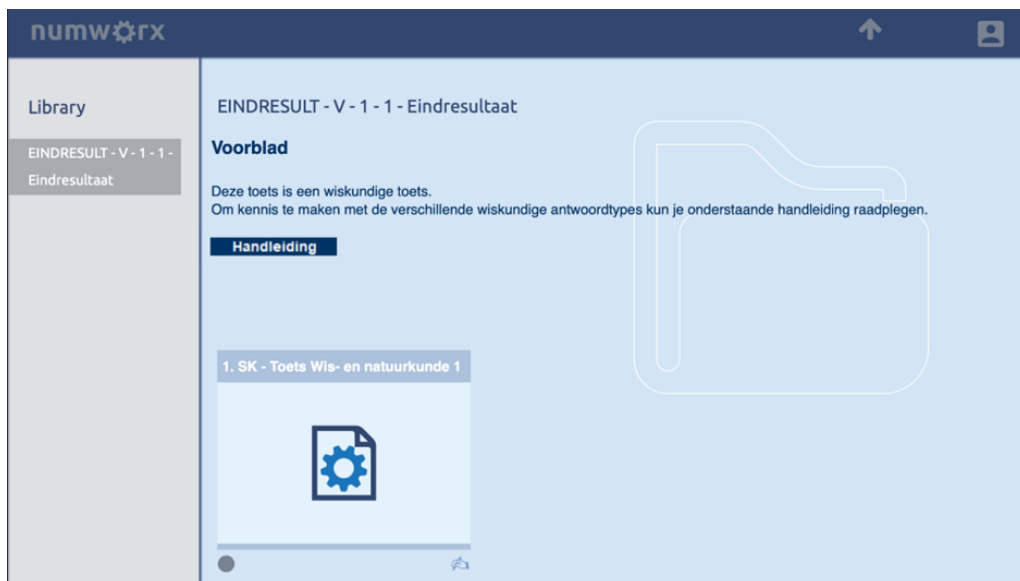 numworx
Library
EINDRESULT - V - 1 - 1 -
Eindresultaat
EINDRESULT - V - 1 - 1 - Eindresultaat
Voorblad
Deze toets is een wiskundige toets.
Om kennis te maken met de verschillende wiskundige antwoordtypes kun je onderstaande handleiding raadplegen.
Handleiding
1. SK - Toets Wis- en natuurkunde 1